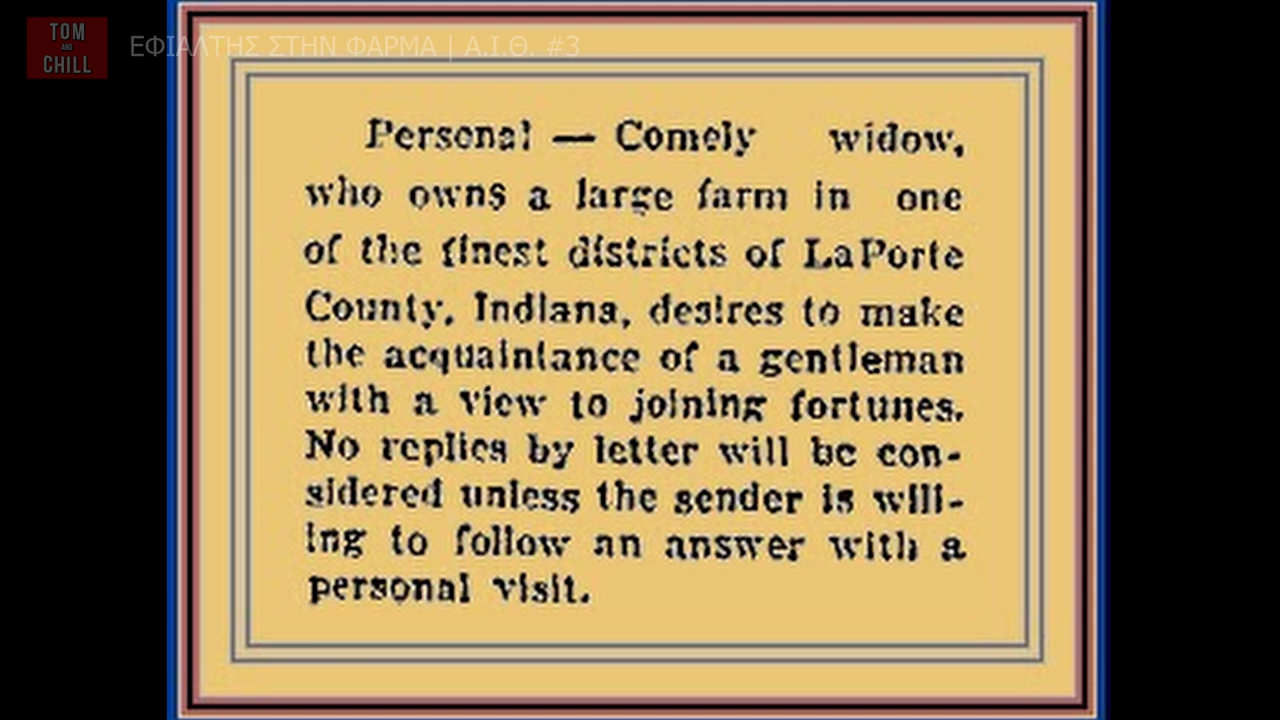 TOM
AND
CHILL
ΕΦΙΑΛΤΗΣ ΣΤΗΝ ΦΑΡΜΑ | Α.Ι.Θ. #3
Personal — Comely widow,
who owns a large farm in one
of the finest districts of LaPorte
County, Indiana, desires to make
the acquaintance of a gentleman
with a view to joining fortunes.
No replies by letter will be con-
sidered unless the sender is will-
ing to follow an answer with a
personal visit.